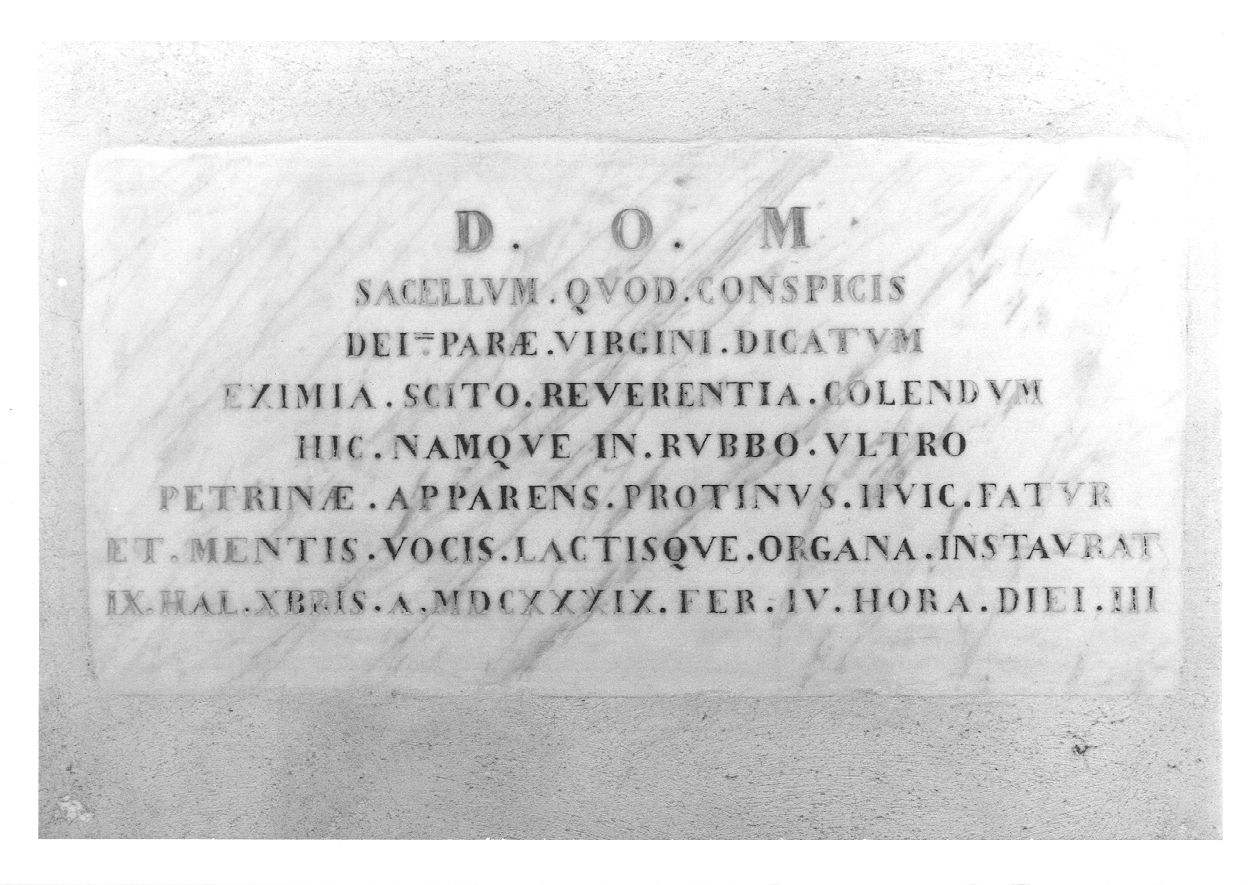 D. O. M
SACELLVM.QVOD.CONSPICIS
DEI=PARÆ.VIRGINI.DICATVM
EXIMIA.SCITO.REVERENTIA.COLENDVM
HIC.NAMQVE IN.RVBBO.VLTRO
PETRINÆ.APPARENS.PROTINVS.HVIC.FATVR
ET.MENTIS.VOCIS.LACTISQVE.ORGANA.INSTAVRAT
IX.HAL.XBRIS.A.MDCXXXIX.FER.IV.HORA.DIEI.III